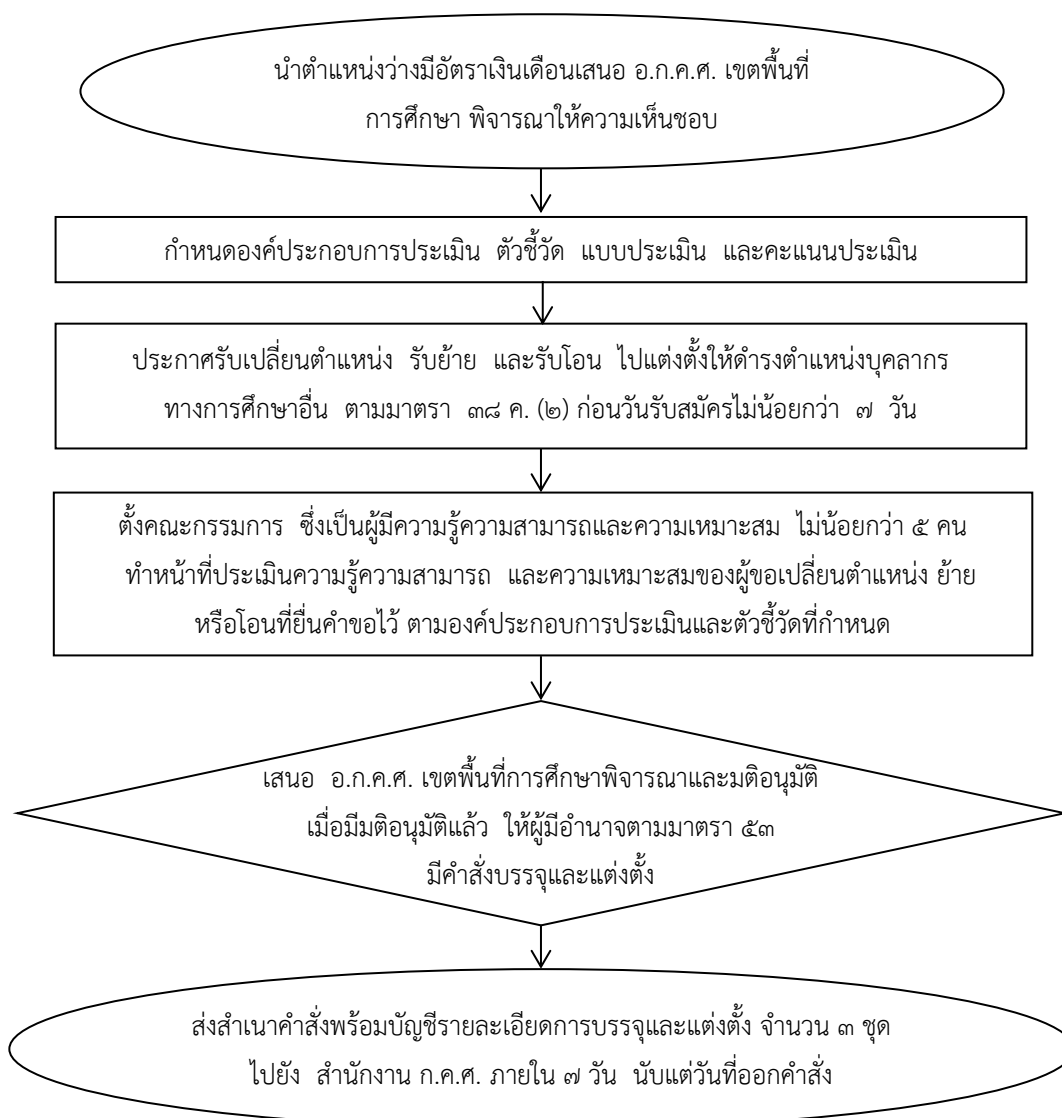 นำตำแหน่งว่างมีอัตราเงินเดือนเสนอ อ.ก.ค.ศ. เขตพื้นที่
การศึกษา พิจารณาให้ความเห็นชอบ
กำหนดองค์ประกอบการประเมิน ตัวชี้วัด แบบประเมิน และคะแนนประเมิน
ประกาศรับเปลี่ยนตำแหน่ง รับย้าย และรับโอน ไปแต่งตั้งให้ดำรงตำแหน่งบุคลากร
ทางการศึกษาอื่น ตามมาตรา ๓๘ ค. (๒) ก่อนวันรับสมัครไม่น้อยกว่า ๗ วัน
ตั้งคณะกรรมการ ซึ่งเป็นผู้มีความรู้ความสามารถและความเหมาะสม ไม่น้อยกว่า ๕ คน
ทำหน้าที่ประเมินความรู้ความสามารถ และความเหมาะสมของผู้ขอเปลี่ยนตำแหน่ง ย้าย
หรือโอนที่ยื่นคำขอไว้ ตามองค์ประกอบการประเมินและตัวชี้วัดที่กำหนด
เสนอ อ.ก.ค.ศ. เขตพื้นที่การศึกษาพิจารณาและมติอนุมัติ
เมื่อมีมติอนุมัติแล้ว ให้ผู้มีอำนาจตามมาตรา ๕๓
มีคำสั่งบรรจุและแต่งตั้ง
ส่งสำเนาคำสั่งพร้อมบัญชีรายละเอียดการบรรจุและแต่งตั้ง จำนวน ๓ ชุด
ไปยัง สำนักงาน ก.ค.ศ. ภายใน ๗ วัน นับแต่วันที่ออกคำสั่ง